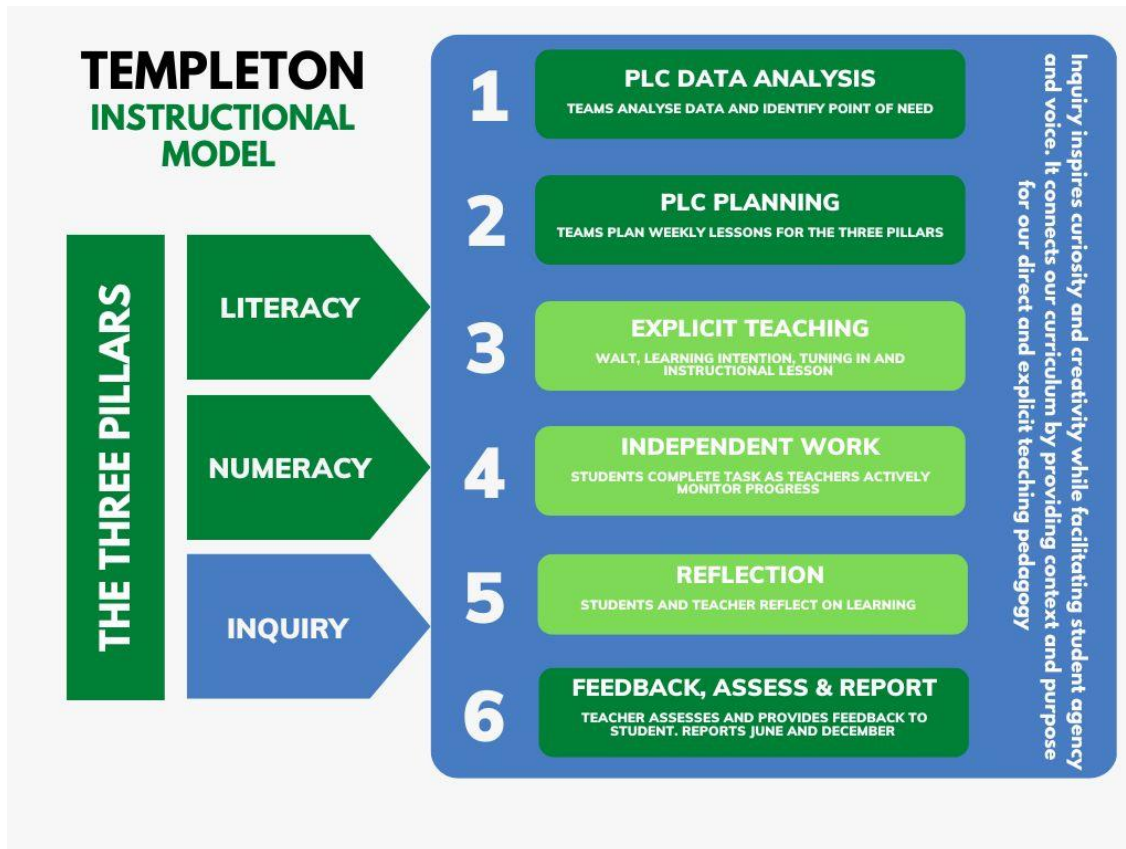 TEMPLETON
INSTRUCTIONAL
MODEL
THE THREE PILLARS
LITERACY
NUMERACY
INQUIRY
1
PLC DATA ANALYSIS
TEAMS ANALYSE DATA AND IDENTIFY POINT OF NEED
2
PLC PLANNING
TEAMS PLAN WEEKLY LESSONS FOR THE THREE PILLARS
3
EXPLICIT TEACHING
WALT, LEARNING INTENTION, TUNING IN AND
INSTRUCTIONAL LESSON
4
INDEPENDENT WORK
STUDENTS COMPLETE TASK AS TEACHERS ACTIVELY
MONITOR PROGRESS
5
REFLECTION
STUDENTS AND TEACHER REFLECT ON LEARNING
6
FEEDBACK, ASSESS & REPORT
TEACHER ASSESSES AND PROVIDES FEEDBACK TO
STUDENT. REPORTS JUNE AND DECEMBER
Inquiry inspires curiosity and creativity while facilitating student agency
and voice. It connects our curriculum by providing context and purpose
for our direct and explicit teaching pedagogy